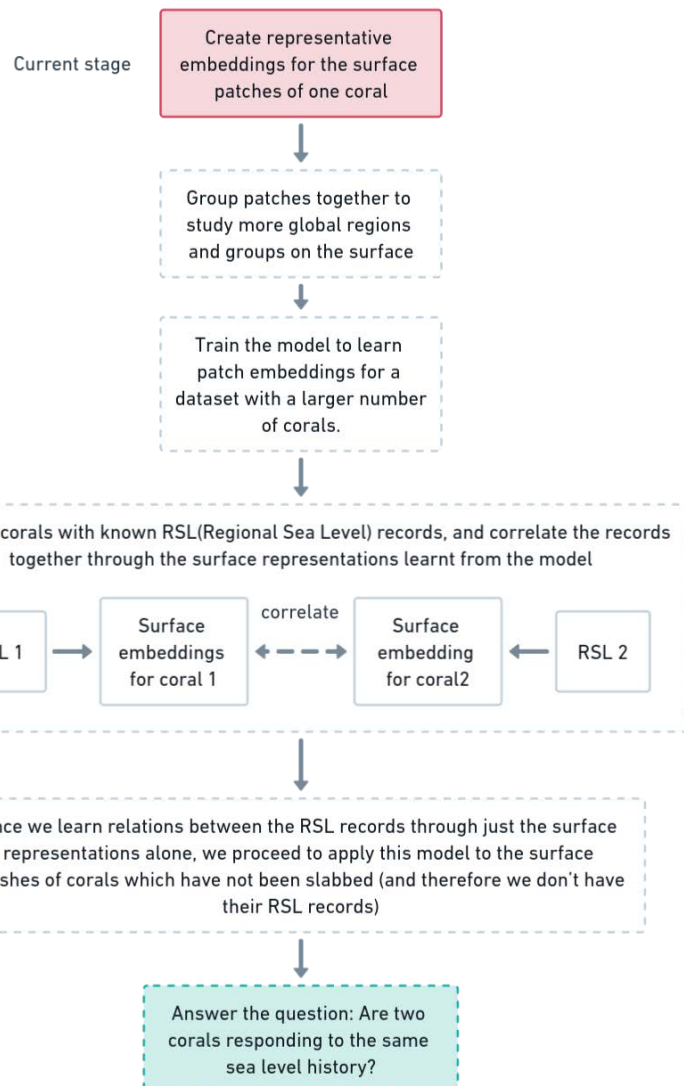 Create representative
Current stage
embeddings for the surface
patches of one coral
Group patches together to
study more global regions
and groups on the surface
Train the model to learn
patch embeddings for a
dataset with a larger number
of corals.
corals with known RSL(Regional Sea Level) records, and correlate the records
together through the surface representations learnt from the model
correlate
L 1
Surface
embeddings
for coral 1
Surface
embedding
for coral2
RSL 2
we learn relations between the RSL records through just the surface
representations alone, we proceed to apply this model to the surface
of corals which have not been slabbed (and therefore we don't have
their RSL records)
Answer the question: Are two
corals responding to the same
sea level history?